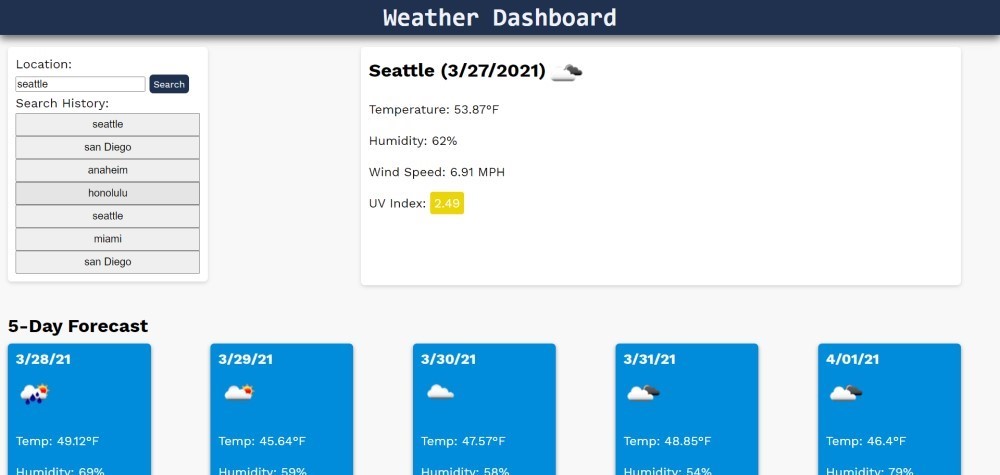 Weather Dashboard
Location:
seattle
Search
Search History:
seattle
san Diego
anaheim
honolulu
seattle
miami
san Diego
Seattle (3/27/2021)
Temperature: 53.87°F
Humidity: 62%
Wind Speed: 6.91 MPH
UV Index: 2.49
5-Day Forecast
3/28/21
Temp: 49.12°F
Humidity: 69%
3/29/21
Temp: 45.64°F
Humidity: 59%
3/30/21
Temp: 47.57°F
Humidity: 58%
3/31/21
Temp: 48.85°F
Humidity: 54%
4/01/21
Temp: 46.4°F
Humidity: 79%